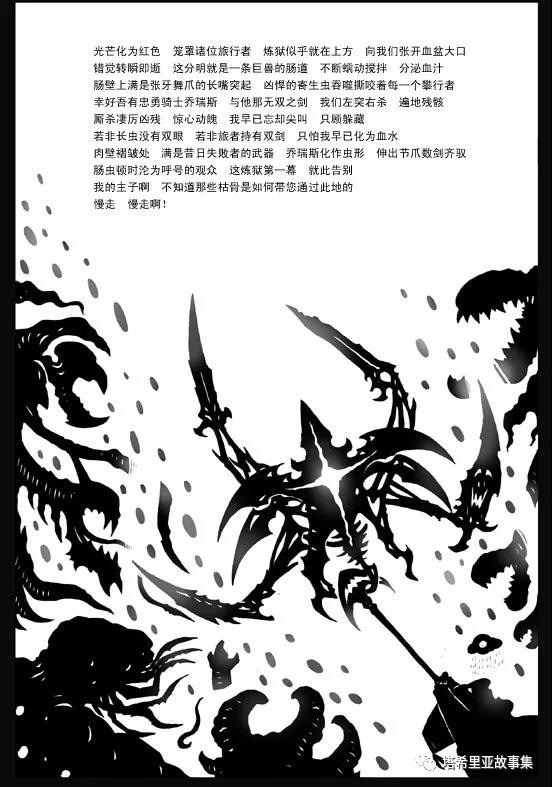 光芒化为红色 笼罩诸位旅行者 炼狱似乎就在上方 向我们张开血盆大口
错觉转瞬即逝 这分明就是一条巨兽的肠道 不断蠕动搅拌 分泌血汁
肠壁上满是张牙舞爪的长嘴突起 凶悍的寄生虫吞噬撕咬着每一个攀行者
幸好吾有忠勇骑士乔瑞斯 与他那无双之剑 我们左突右杀 遍地残骸
厮杀凄厉凶残 惊心动魄 我早已忘却尖叫 只顾躲藏
若非长虫没有双眼 若非旅者持有双剑 只怕我早已化为血水
肉壁褶皱处 满是昔日失败者的武器 乔瑞斯化作虫形 伸出节爪数剑齐驭
肠虫顿时沦为呼号的观众 这炼狱第一幕 就此告别
我的主子啊 不知道那些枯骨是如何带您通过此地的
慢走 慢走啊！
塔希里亚故事集